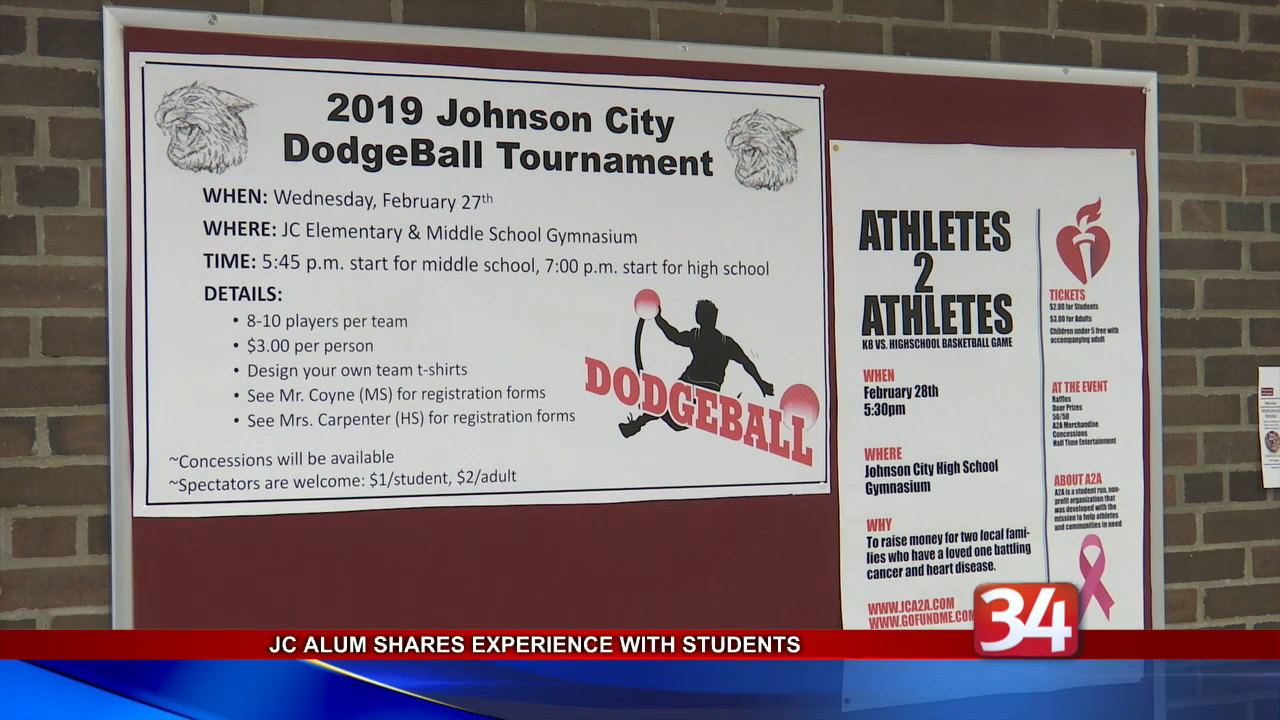 2019 Johnson City
DodgeBall Tournament
WHEN: Wednesday, February 27th
WHERE: JC Elementary & Middle School Gymnasium
TIME: 5:45 p.m. start for middle school, 7:00 p.m. start for high school
DETAILS:
• 8-10 players per team
• $3.00 per person
• Design your own team t-shirts
• See Mr. Coyne (MS) for registration forms
• See Mrs. Carpenter (HS) for registration forms
DODGEBALL
~Concessions will be available
~Spectators are welcome: $1/student, $2/adult
ATHLETES
2
ATHLETES
K8 VS. HIGHSCHOOL BASKETBALL GAME
WHEN
February 28th
5:30pm
WHERE
Johnson City High School
Gymnasium
WHY
To raise money for two local fami-
lies who have a loved one battling
cancer and heart disease.
WWW.JCA2A.COM
WWW.GOFUNDME.COM
TICKETS
$2.00 for Students
$3.00 for Adults
Children under 5 free with
accompanying adult
AT THE EVENT
Raffles
Door Prizes
50/50
A2A Merchandise
Concessions
Half Time Entertainment
ABOUT A2A
A2A is a student run, non-
profit organization that
was developed with the
mission to help athletes
and communities in need
34
JC ALUM SHARES EXPERIENCE WITH STUDENTS